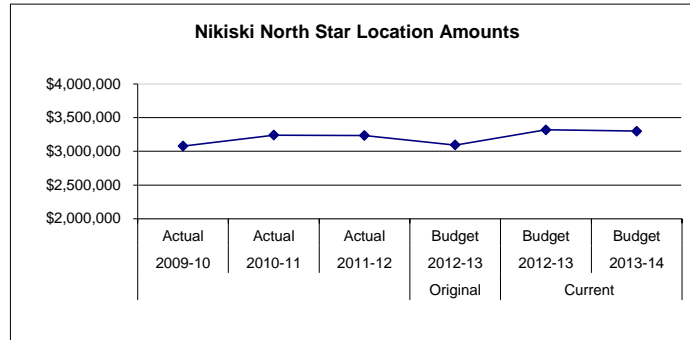 Nikiski North Star Location Amounts
$4,000,000
$3,500,000
$3,000,000
$2,500,000
$2,000,000
Actual Actual Actual Budget Budget Budget
2009-10 2010-11 2011-12 2012-13 2012-13 2013-14
Original Current